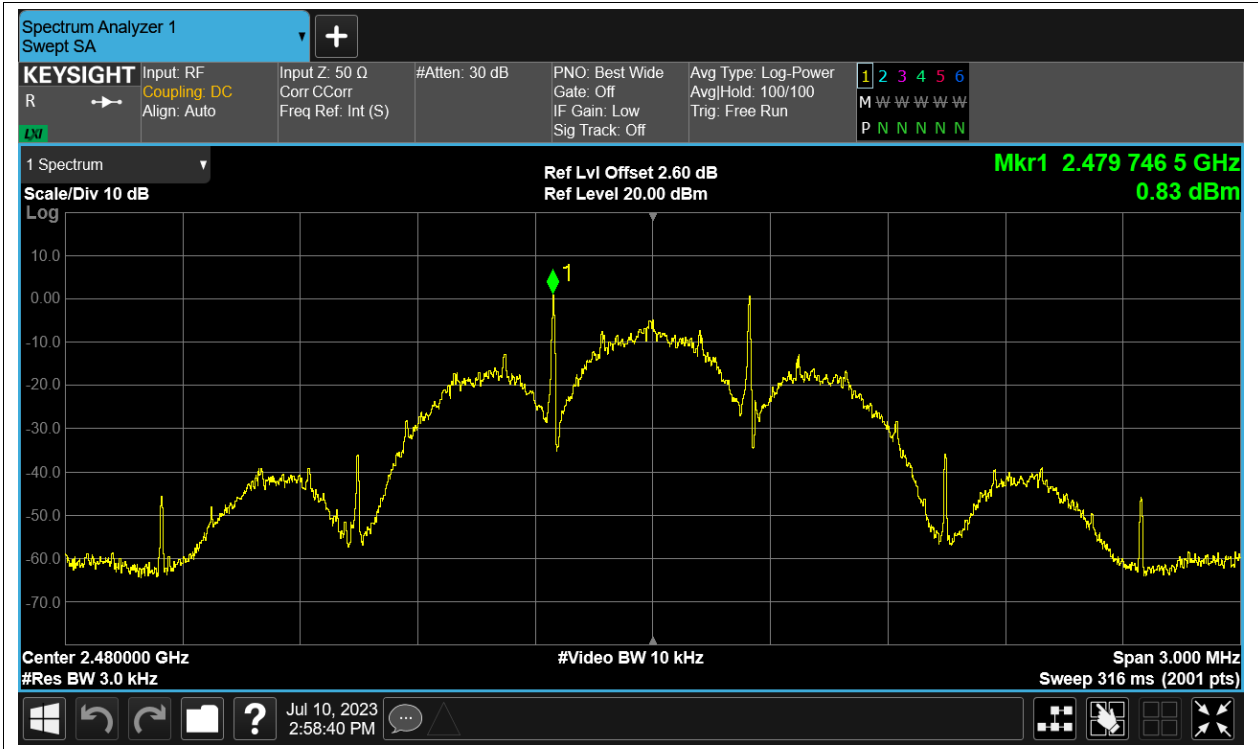 Spectrum Analyzer 1
Swept SA
+
KEYSIGHT
R
LXI
Input: RF
Coupling: DC
Align: Auto
Input Z: 50 Ω
Corr CCorr
Freq Ref: Int (S)
#Atten: 30 dB
PNO: Best Wide
Gate: Off
IF Gain: Low
Sig Track: Off
Avg Type: Log-Power
Avg|Hold: 100/100
Trig: Free Run
1 2 3 4 5 6
M W W W W W
P N N N N N
1 Spectrum
Scale/Div 10 dB
Log
Ref Lvl Offset 2.60 dB
Ref Level 20.00 dBm
Mkr1 2.479 746 5 GHz
0.83 dBm
1
10.0
0.00
-10.0
-20.0
-30.0
-40.0
-50.0
-60.0
-70.0
Center 2.480000 GHz
#Res BW 3.0 kHz
#Video BW 10 kHz
Span 3.000 MHz
Sweep 316 ms (2001 pts)
?
Jul 10, 2023
2:58:40 PM